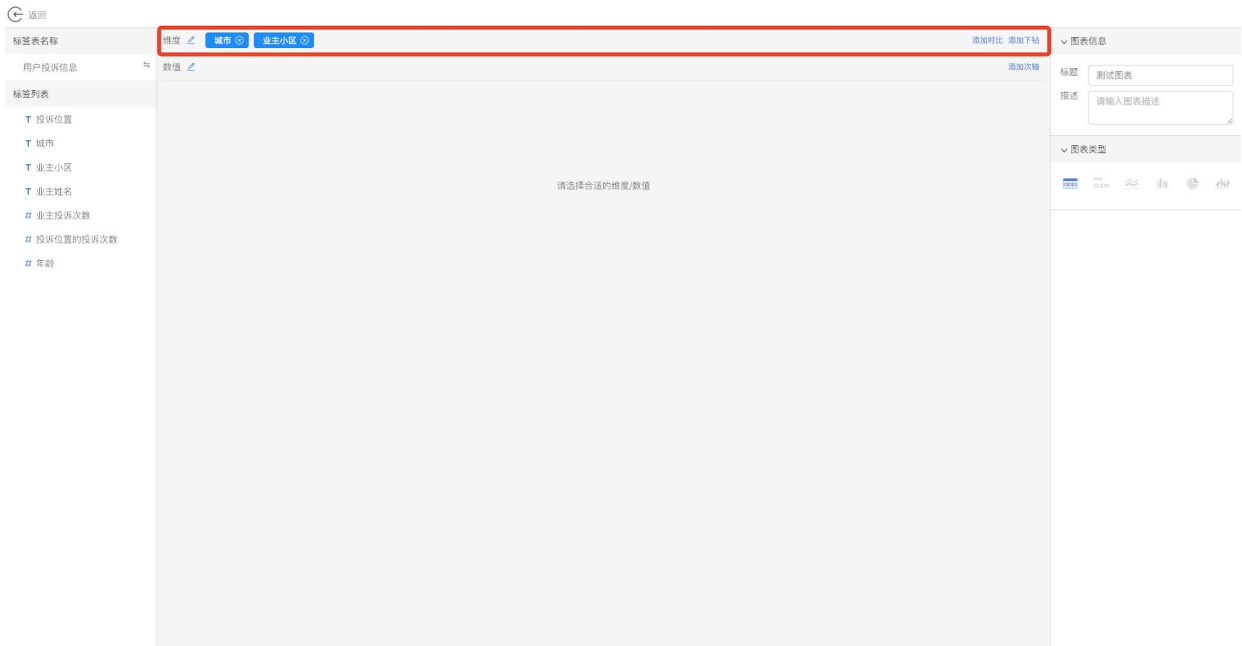 返回
标签表名称
用户投诉信息
标签列表
T 投诉位置
T 城市
T 业主小区
T 业主姓名
# 业主投诉次数
# 投诉位置的投诉次数
# 年龄
维度 城市 业主小区 添加对比 添加下钻
数值 添加次轴
请选择合适的维度/数值
图表信息
标题 测试图表
描述 请输入图表描述
图表类型